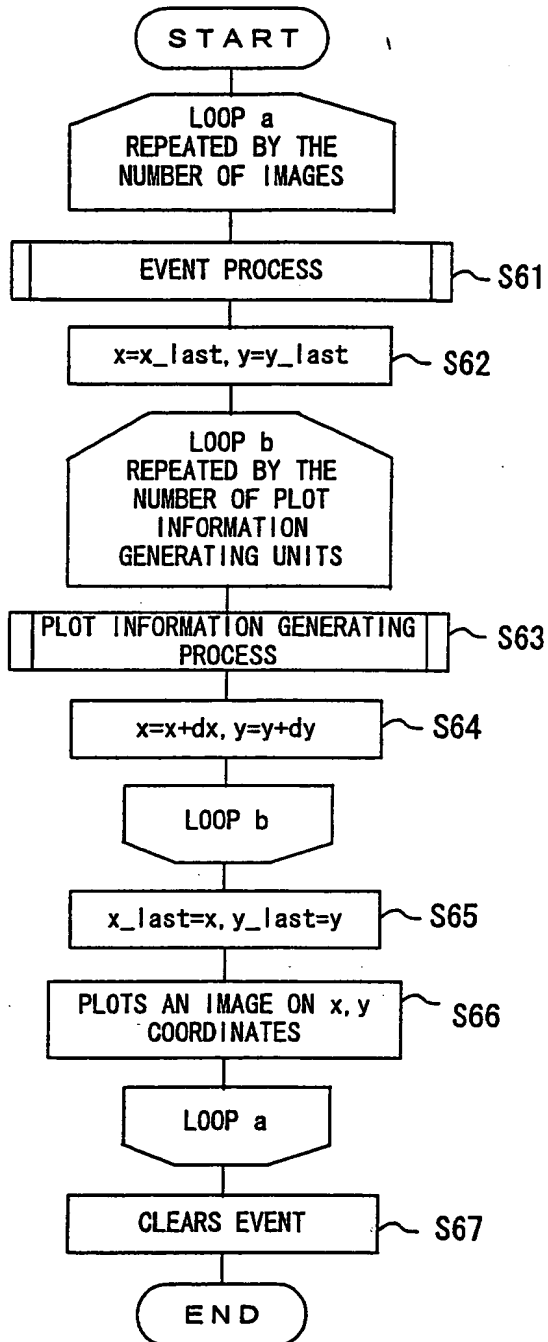 START
LOOP a
REPEATED BY THE
NUMBER OF IMAGES
EVENT PROCESS
S61
x=x_last, y=y_last
S62
LOOP b
REPEATED BY THE
NUMBER OF PLOT
INFORMATION
GENERATING UNITS
PLOT INFORMATION GENERATING
PROCESS
S63
x=x+dx, y=y+dy
S64
LOOP b
x_last=x, y_last=y
S65
PLOTS AN IMAGE ON x, y
COORDINATES
S66
LOOP a
CLEARS EVENT
S67
END